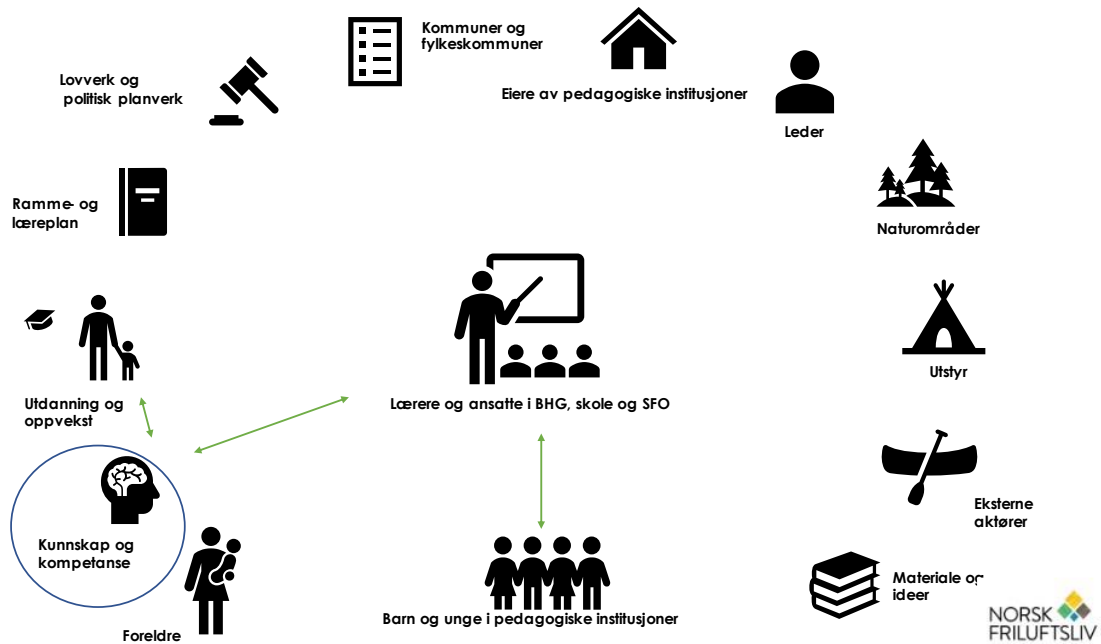 Kommuner og
fylkeskommuner
Lovverk og
politisk planverk
Eiere av pedagogiske institusjoner
Leder
Ramme- og
læreplan
Naturområder
Utdanning og
oppvekst
Lærere og ansatte i BHG, skole og SFO
Utstyr
Kunnskap og
kompetanse
Eksterne
aktører
Foreldre
Barn og unge i pedagogiske institusjoner
Materiale og
ideer
NORSK
FRILUFTSLIV